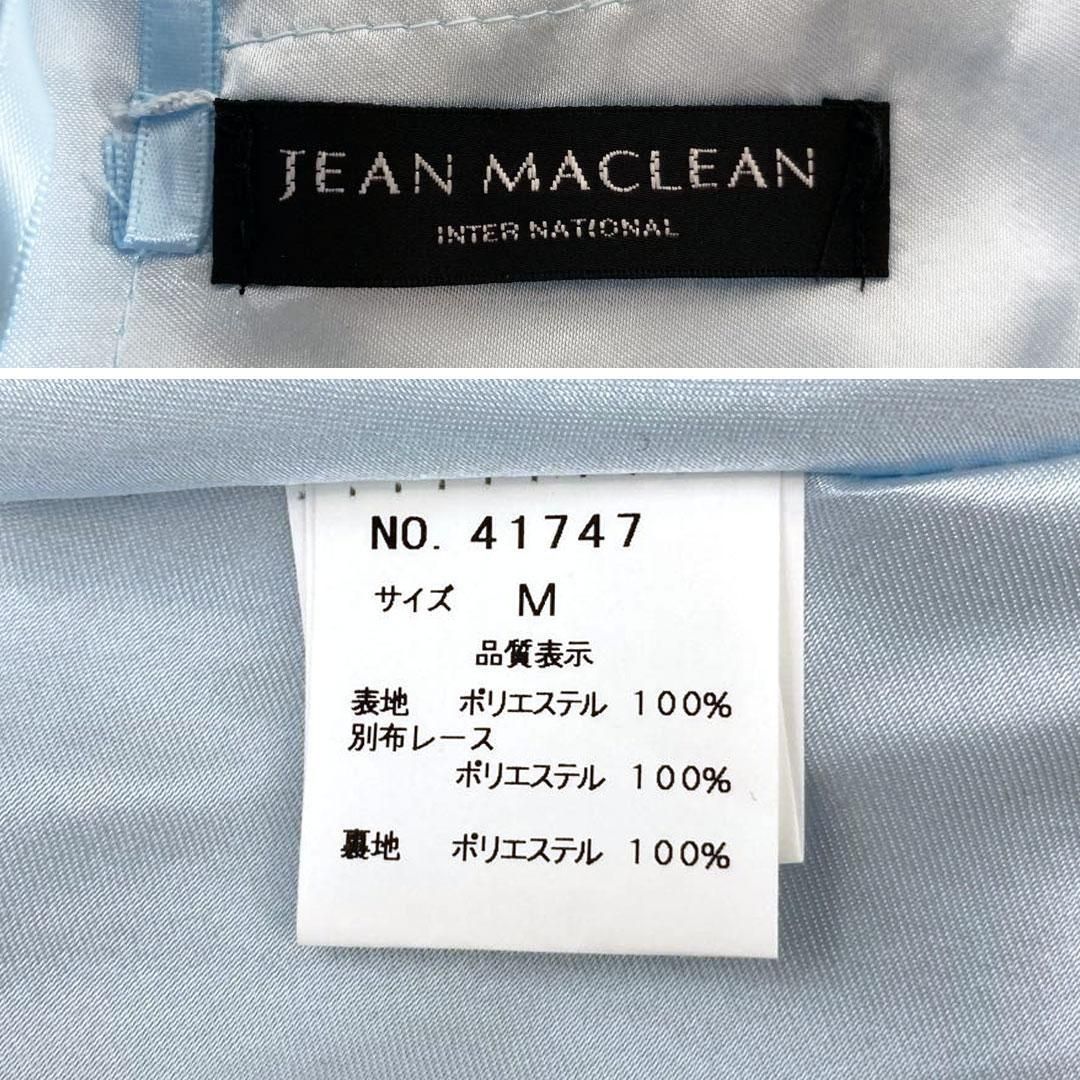 JEAN MACLEAN
INTER NATIONAL
NO. 41747
サイズ M
品質表示
表地 ポリエステル 100%
別布レース
ポリエステル 100%
裏地 ポリエステル 100%